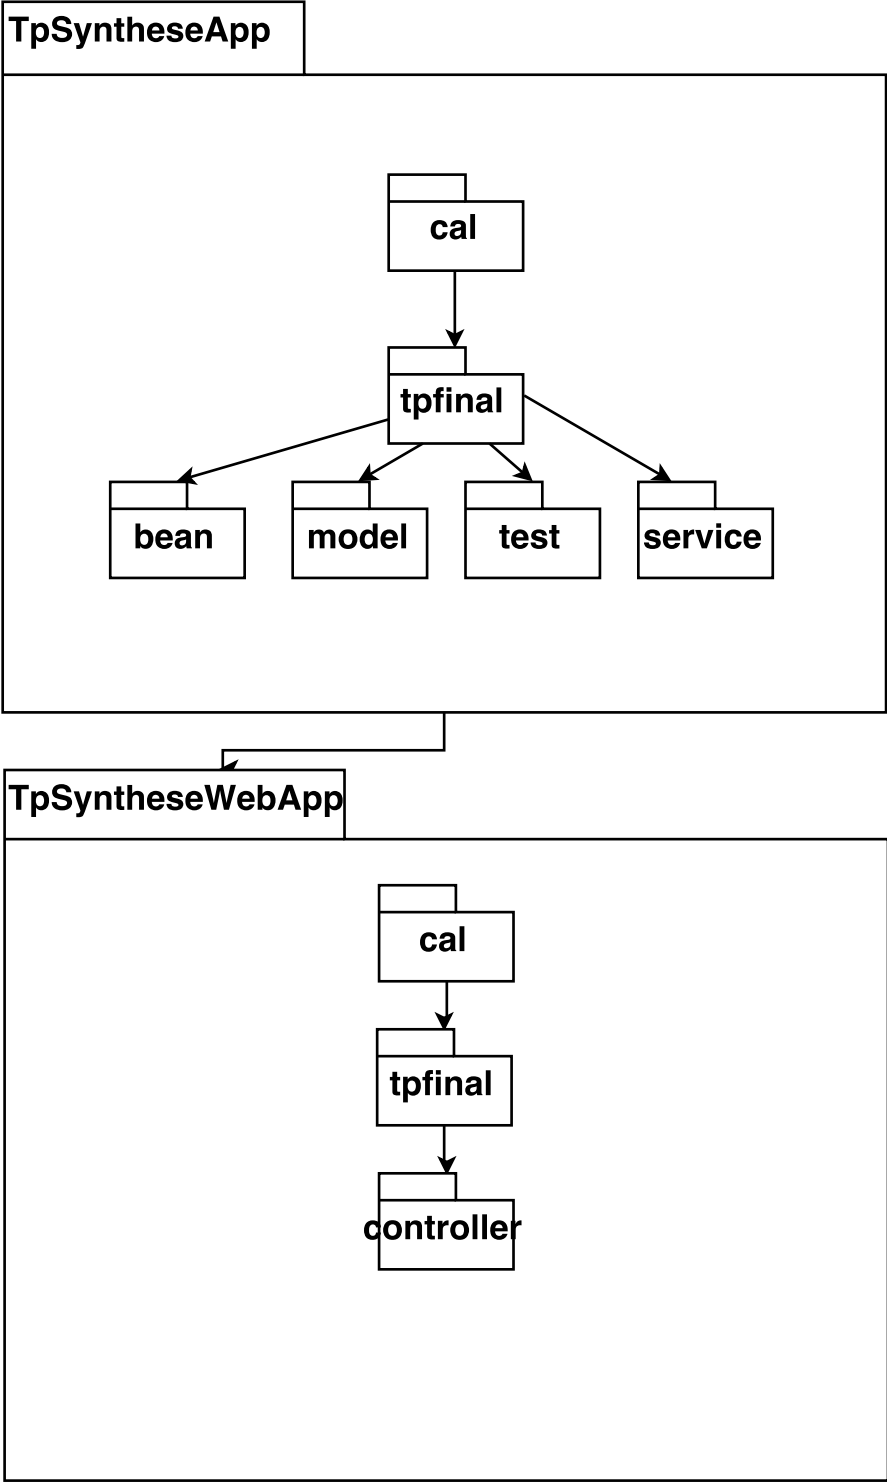 TpSyntheseApp
cal
tpfinal
bean
model
test
service
TpSyntheseWebApp
cal
tpfinal
controller